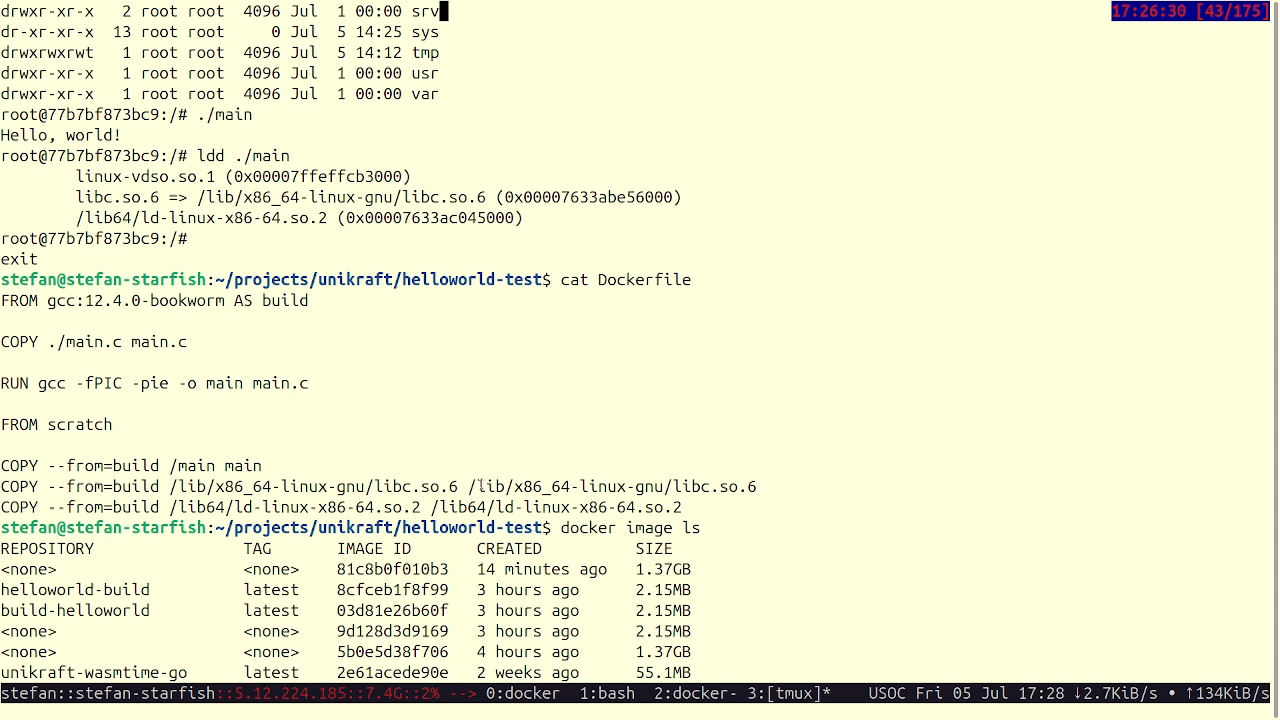 drwxr-xr-x   2 root root  4096 Jul  1 00:00 srv
17:26:30 [43/175]
dr-xr-xr-x  13 root root     0 Jul  5 14:25 sys
drwxrwxrwt   1 root root  4096 Jul  5 14:12 tmp
drwxr-xr-x   1 root root  4096 Jul  1 00:00 usr
drwxr-xr-x   1 root root  4096 Jul  1 00:00 var
root@77b7bf873bc9:/# ./main
Hello, world!
root@77b7bf873bc9:/# ldd ./main
        linux-vdso.so.1 (0x00007ffeffcb3000)
        libc.so.6 => /lib/x86_64-linux-gnu/libc.so.6 (0x00007633abe56000)
        /lib64/ld-linux-x86-64.so.2 (0x00007633ac045000)
root@77b7bf873bc9:/#
exit
stefan@stefan-starfish:~/projects/unikraft/helloworld-test$ cat Dockerfile
FROM gcc:12.4.0-bookworm AS build
COPY ./main.c main.c
RUN gcc -fPIC -pie -o main main.c
FROM scratch
COPY --from=build /main main
COPY --from=build /lib/x86_64-linux-gnu/libc.so.6 /lib/x86_64-linux-gnu/libc.so.6
COPY --from=build /lib64/ld-linux-x86-64.so.2 /lib64/ld-linux-x86-64.so.2
stefan@stefan-starfish:~/projects/unikraft/helloworld-test$ docker image ls
REPOSITORY                TAG       IMAGE ID       CREATED          SIZE
<none>                    <none>    81c8b0f010b3   14 minutes ago   1.37GB
helloworld-build          latest    8cfceb1f8f99   3 hours ago      2.15MB
build-helloworld          latest    03d81e26b60f   3 hours ago      2.15MB
<none>                    <none>    9d128d3d9169   3 hours ago      2.15MB
<none>                    <none>    5b0e5d38f706   4 hours ago      1.37GB
unikraft-wasmtime-go      latest    2e61acede90e   2 weeks ago      55.1MB
stefan::stefan-starfish::5.12.224.185::7.4G::2% --> 0:docker  1:bash  2:docker- 3:[tmux]*    USOC Fri 05 Jul 17:28 ↓2.7KiB/s • ↑134KiB/s